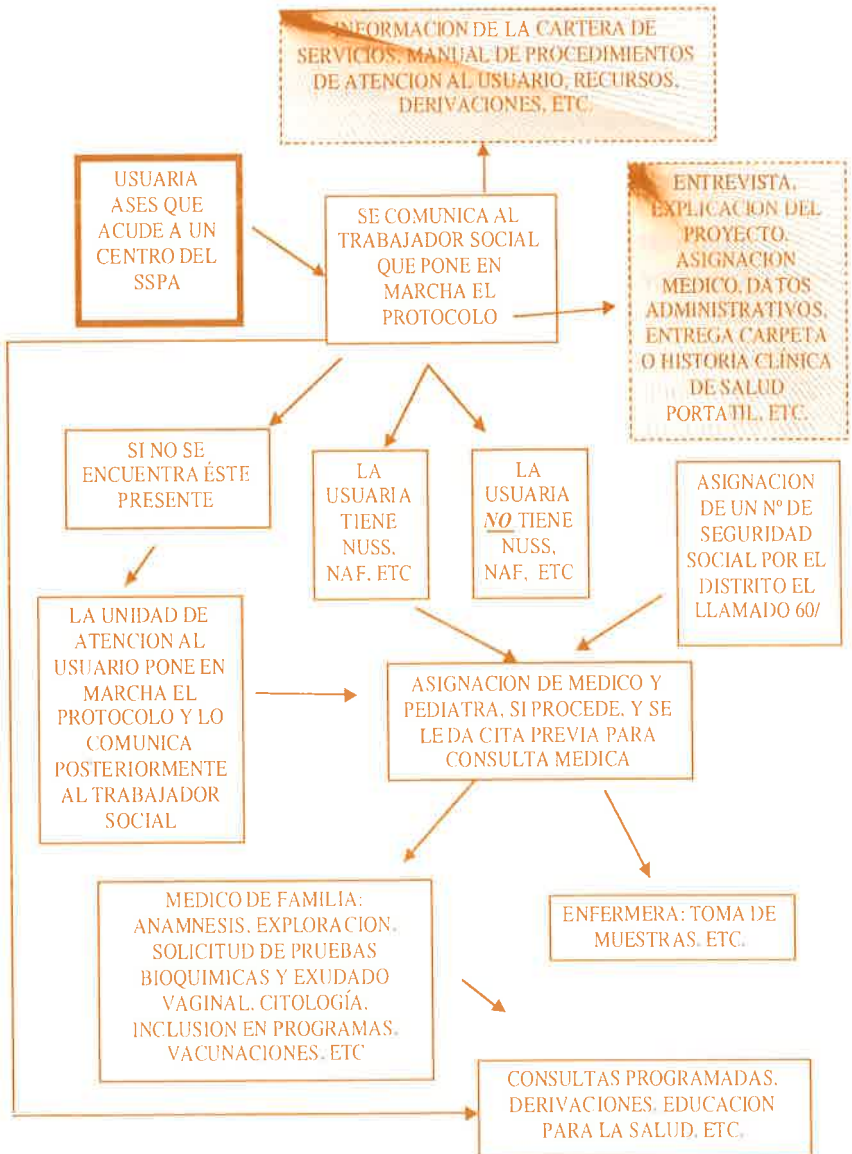 INFORMACION DE LA CARTERA DE
SERVICIOS, MANUAL DE PROCEDIMIENTOS
DE ATENCION AL USUARIO, RECURSOS,
DERIVACIONES, ETC.
USUARIA
ASES QUE
ACUDE A UN
CENTRO DEL
SSPA
SE COMUNICA AL
TRABAJADOR SOCIAL
QUE PONE EN
MARCHA EL
PROTOCOLO
ENTREVISTA,
EXPLICACION DEL
PROYECTO,
ASIGNACION
MEDICO, DATOS
ADMINISTRATIVOS,
ENTREGA CARPETA
O HISTORIA CLÍNICA
DE SALUD
PORTATIL, ETC.
SI NO SE
ENCUENTRA ÉSTE
PRESENTE
LA
USUARIA
TIENE
NUSS,
NAF, ETC
LA
USUARIA
NO TIENE
NUSS,
NAF, ETC
ASIGNACION
DE UN Nº DE
SEGURIDAD
SOCIAL POR EL
DISTRITO EL
LLAMADO 60/
LA UNIDAD DE
ATENCION AL
USUARIO PONE EN
MARCHA EL
PROTOCOLO Y LO
COMUNICA
POSTERIORMENTE
AL TRABAJADOR
SOCIAL
ASIGNACION DE MEDICO Y
PEDIATRA, SI PROCEDE, Y SE
LE DA CITA PREVIA PARA
CONSULTA MEDICA
MEDICO DE FAMILIA:
ANAMNESIS, EXPLORACION,
SOLICITUD DE PRUEBAS
BIOQUIMICAS Y EXUDADO
VAGINAL, CITOLOGÍA,
INCLUSION EN PROGRAMAS,
VACUNACIONES, ETC
ENFERMERA: TOMA DE
MUESTRAS, ETC.
CONSULTAS PROGRAMADAS,
DERIVACIONES, EDUCACION
PARA LA SALUD, ETC.